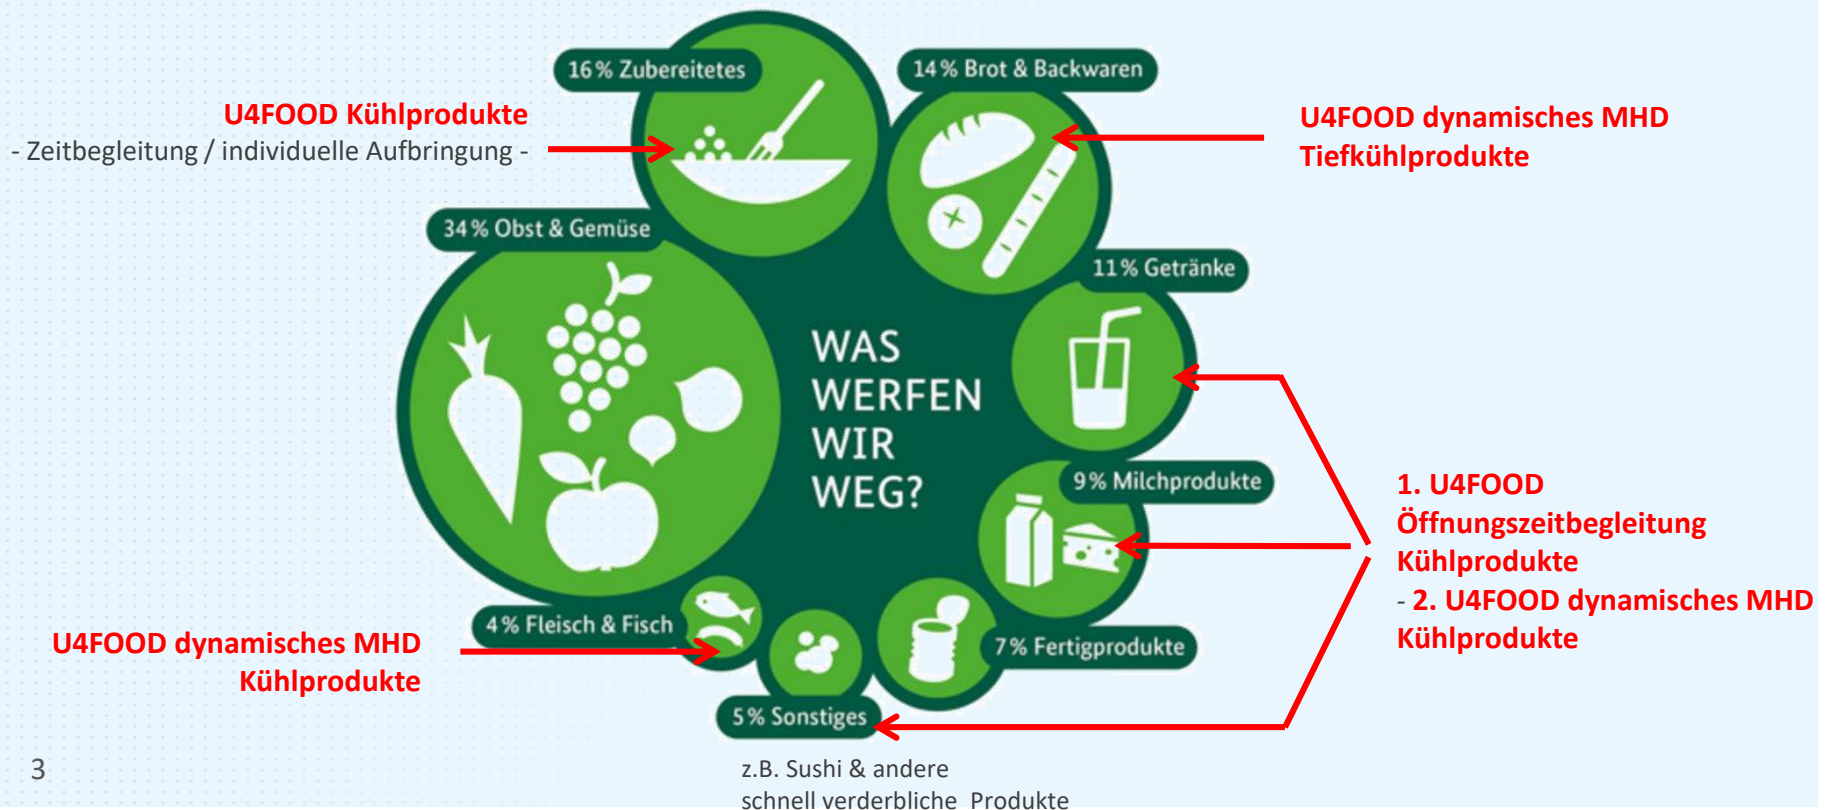 16% Zubereitetes
14% Brot & Backwaren
U4FOOD Kühlprodukte
- Zeitbegleitung / individuelle Aufbringung -
U4FOOD dynamisches MHD
Tiefkühlprodukte
34% Obst & Gemüse
11% Getränke
WAS
WERFEN
WIR
WEG?
9% Milchprodukte
1. U4FOOD
Öffnungszeitbegleitung
Kühlprodukte
- 2. U4FOOD dynamisches MHD
Kühlprodukte
4% Fleisch & Fisch
U4FOOD dynamisches MHD
Kühlprodukte
7% Fertigprodukte
5% Sonstiges
z.B. Sushi & andere
schnell verderbliche Produkte
3